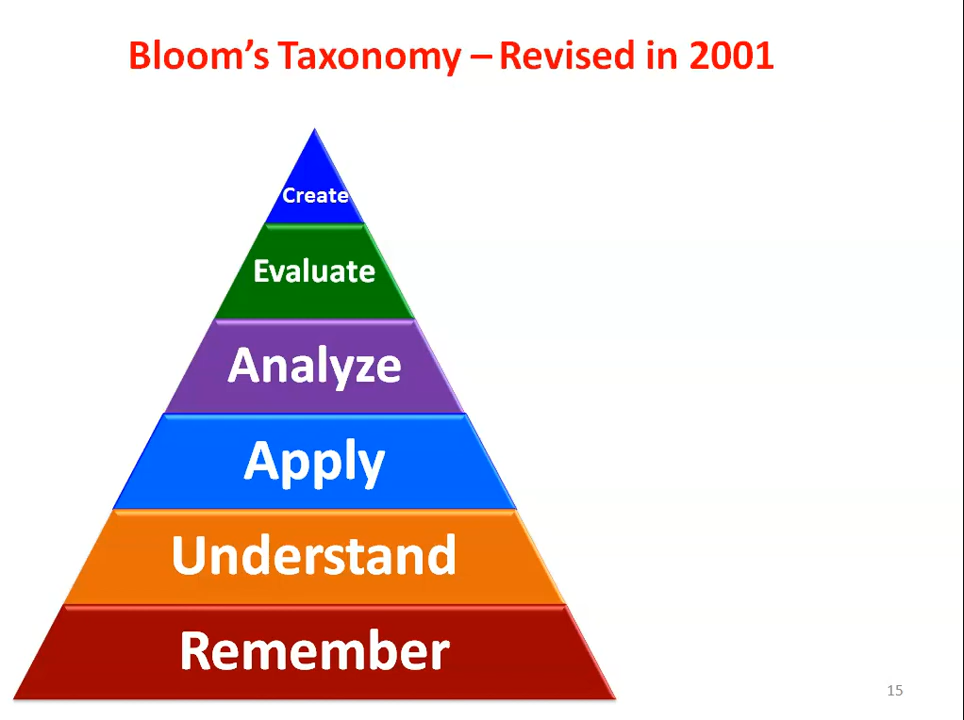 Bloom’s Taxonomy – Revised in 2001
Create
Evaluate
Analyze
Apply
Understand
Remember
15